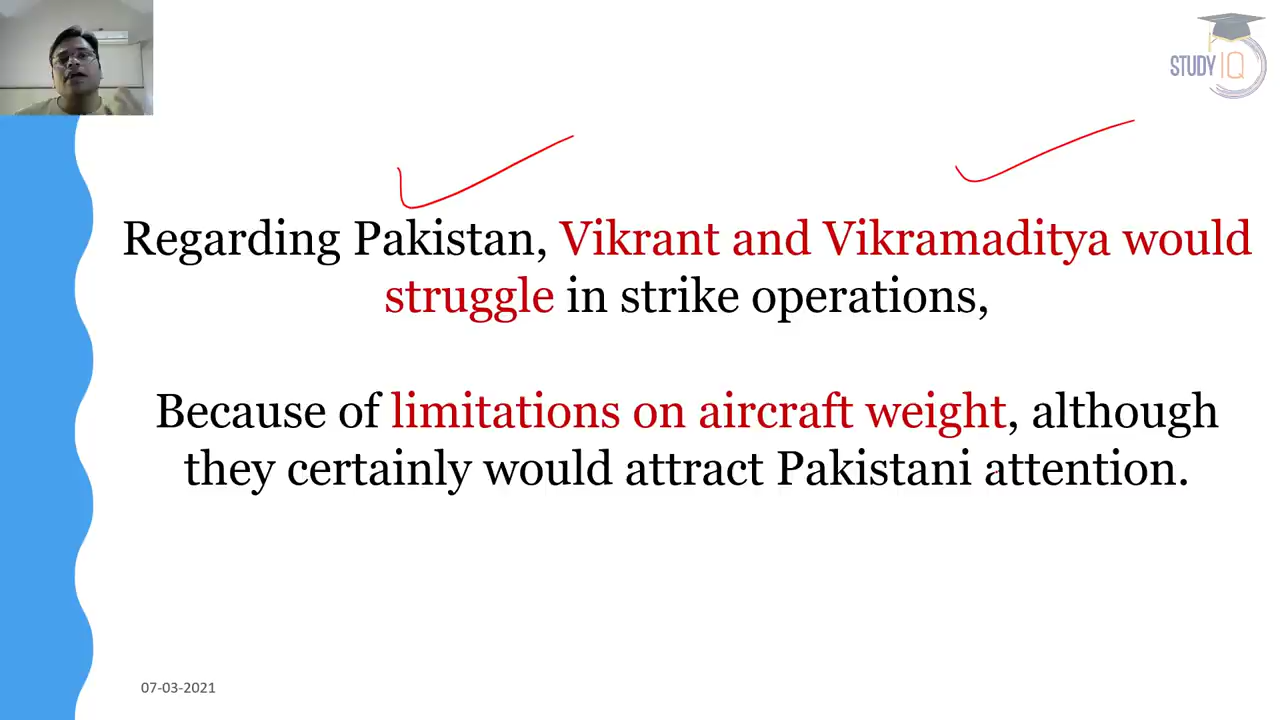 STUDY IQ
Regarding Pakistan, Vikrant and Vikramaditya would
struggle in strike operations,
Because of limitations on aircraft weight, although
they certainly would attract Pakistani attention.
07-03-2021